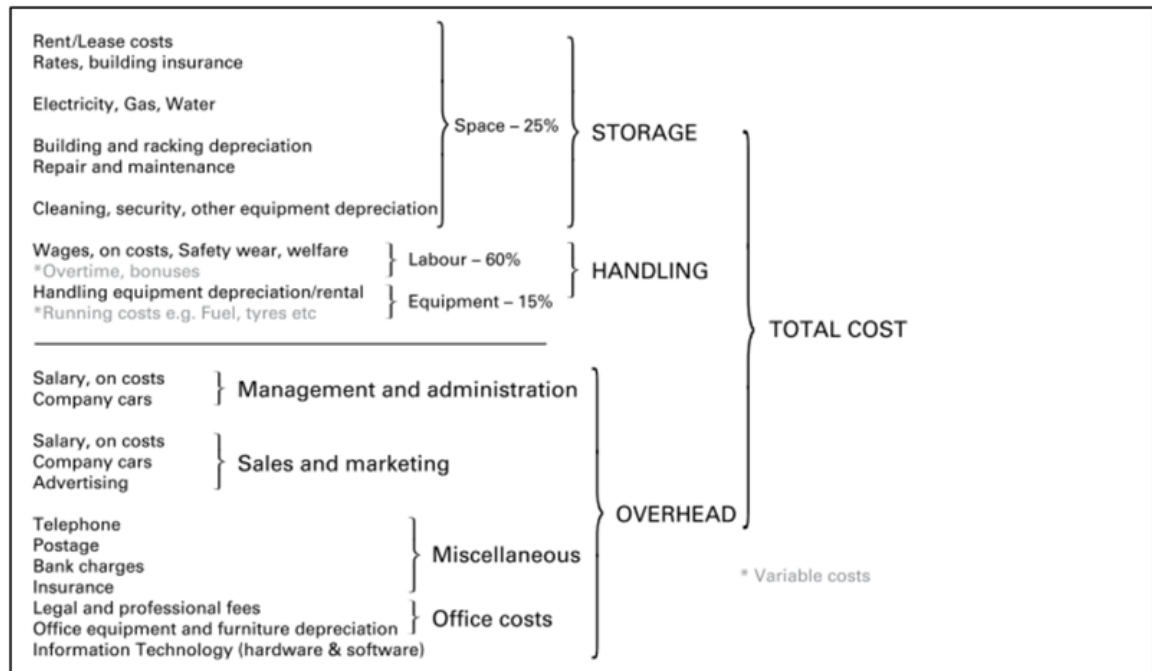 Rent/Lease costs
Rates, building insurance
Electricity, Gas, Water
Space – 25%
STORAGE
Building and racking depreciation
Repair and maintenance
Cleaning, security, other equipment depreciation
Wages, on costs, Safety wear, welfare
*Overtime, bonuses
Labour – 60%
HANDLING
Handling equipment depreciation/rental
*Running costs e.g. Fuel, tyres etc
Equipment – 15%
TOTAL COST
Salary, on costs
Company cars
Management and administration
Salary, on costs
Company cars
Advertising
Sales and marketing
OVERHEAD
Telephone
Postage
Bank charges
Insurance
Miscellaneous
Legal and professional fees
Office equipment and furniture depreciation
Office costs
Information Technology (hardware & software)
* Variable costs